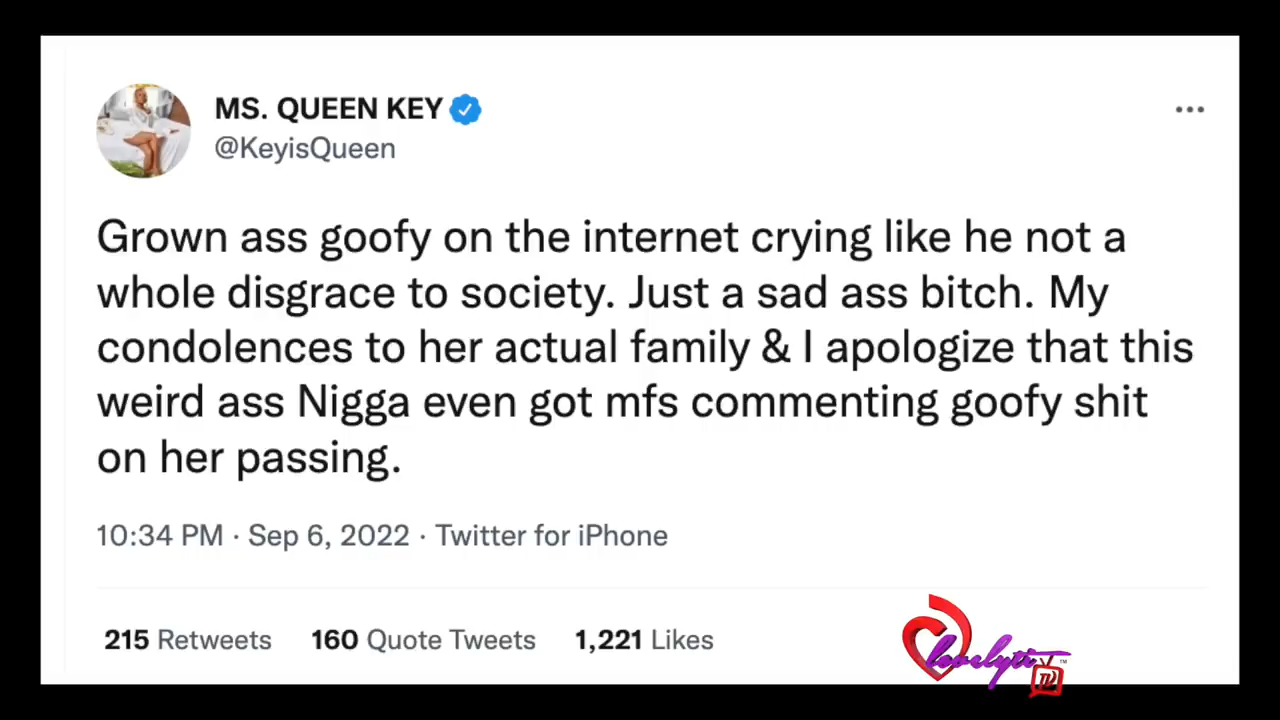 MS. QUEEN KEY
@KeyisQueen
Grown ass goofy on the internet crying like he not a
whole disgrace to society. Just a sad ass bitch. My
condolences to her actual family & I apologize that this
weird ass Nigga even got mfs commenting goofy shit
on her passing.
10:34 PM · Sep 6, 2022 · Twitter for iPhone
215 Retweets 160 Quote Tweets 1,221 Likes
lovelyti
TV